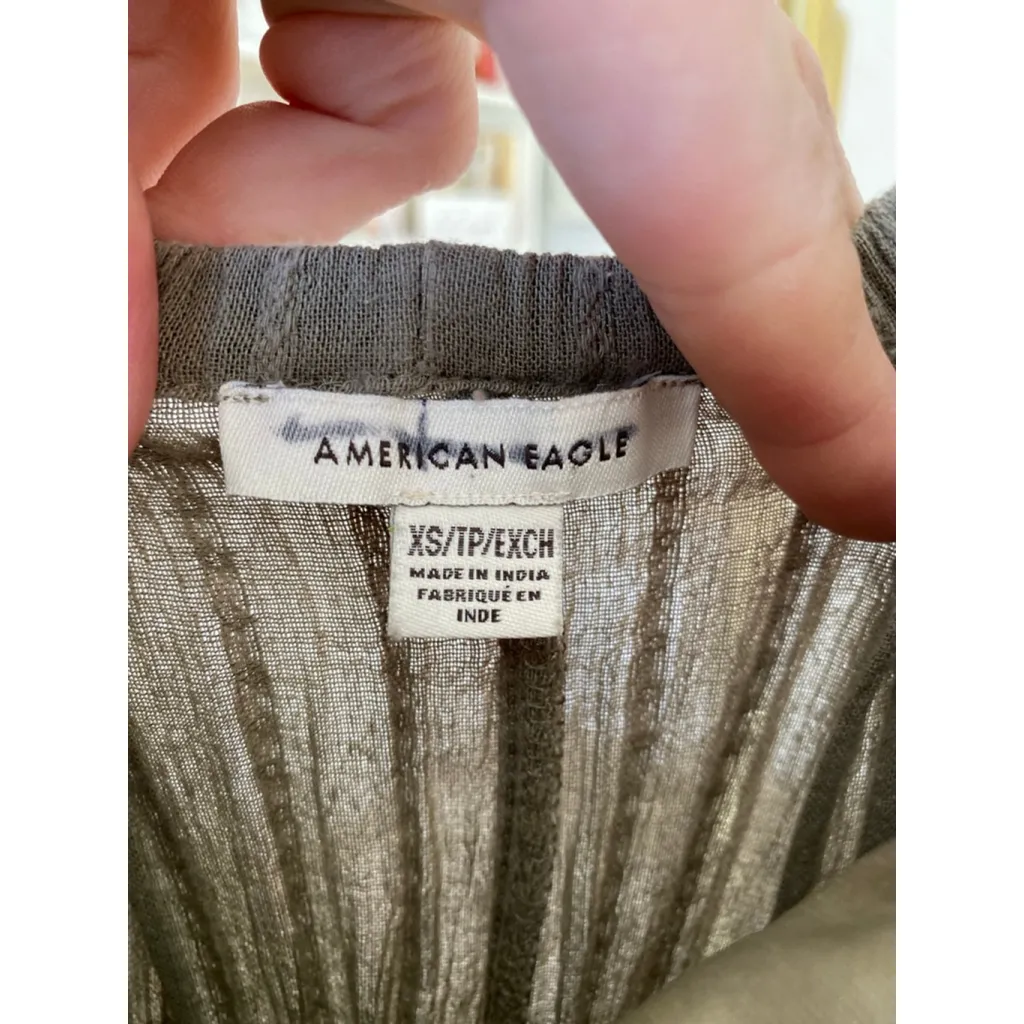 AMERICAN EAGLE
XS/TP/EXCH
MADE IN INDIA
FABRIQUÉ EN
INDE